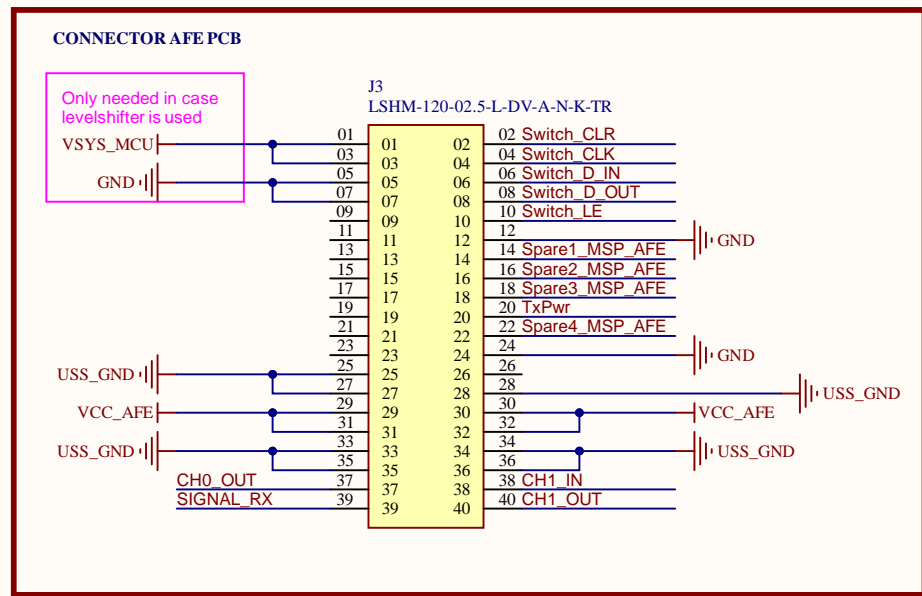 CONNECTOR AFE PCB
Only needed in case
levelshifter is used
J3
LSHM-120-02.5-L-DV-A-N-K-TR
VSYS_MCU 01 01 02 02 Switch_CLR
03 03 04 04 Switch_CLK
GND 05 05 06 06 Switch_D_IN
07 07 08 08 Switch_D_OUT
09 09 10 10 Switch_LE
11 11 12 12 GND
13 13 14 14 Spare1_MSP_AFE
15 15 16 16 Spare2_MSP_AFE
17 17 18 18 Spare3_MSP_AFE
19 19 20 20 TxPwr
21 21 22 22 Spare4_MSP_AFE
23 23 24 24 GND
USS_GND 25 25 26 26
27 27 28 28 USS_GND
VCC_AFE 29 29 30 30 VCC_AFE
31 31 32 32
USS_GND 33 33 34 34 USS_GND
35 35 36 36
CH0_OUT 37 37 38 38 CH1_IN
SIGNAL_RX 39 39 40 40 CH1_OUT